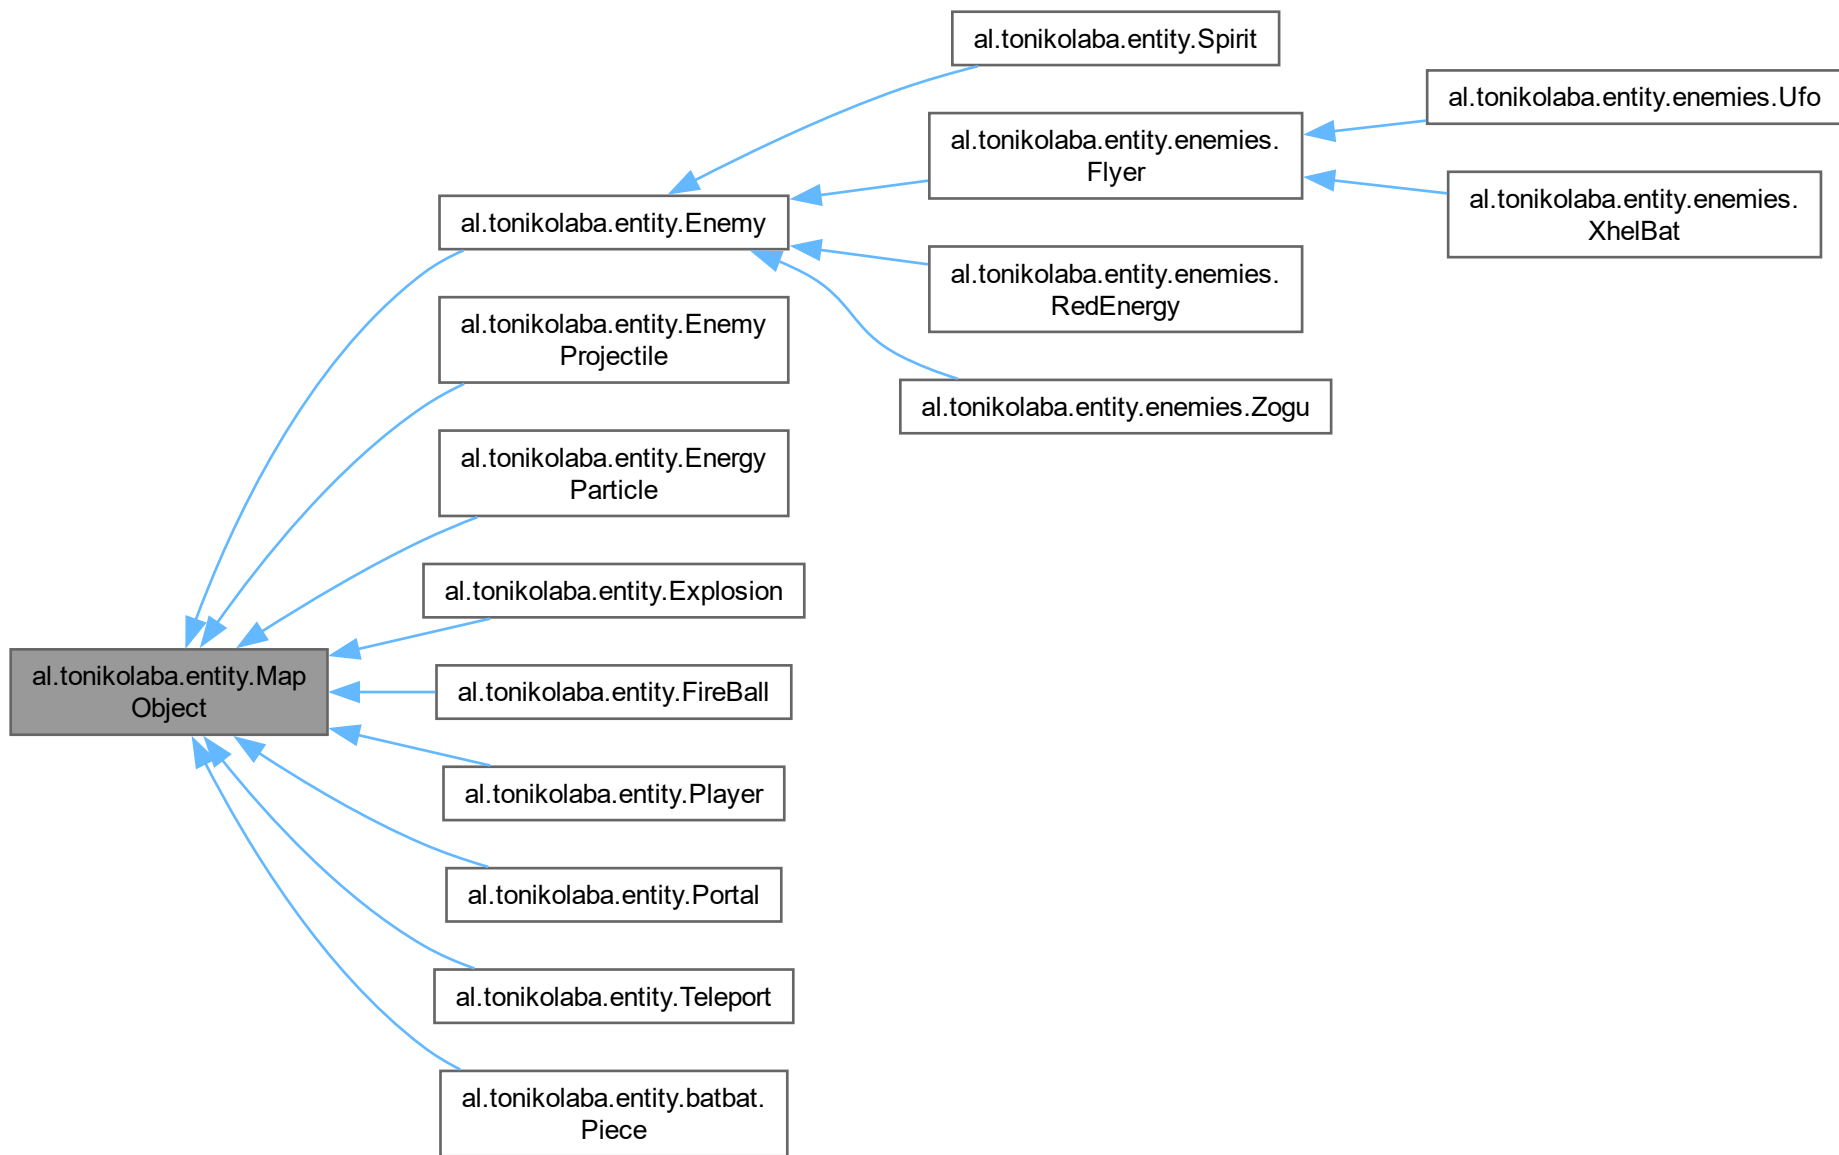 al.tonikolaba.entity.Map
Object
al.tonikolaba.entity.Enemy
al.tonikolaba.entity.Enemy
Projectile
al.tonikolaba.entity.Energy
Particle
al.tonikolaba.entity.Explosion
al.tonikolaba.entity.FireBall
al.tonikolaba.entity.Player
al.tonikolaba.entity.Portal
al.tonikolaba.entity.Teleport
al.tonikolaba.entity.batbat.
Piece
al.tonikolaba.entity.Spirit
al.tonikolaba.entity.enemies.
Flyer
al.tonikolaba.entity.enemies.
RedEnergy
al.tonikolaba.entity.enemies.Zogu
al.tonikolaba.entity.enemies.Ufo
al.tonikolaba.entity.enemies.
XhelBat